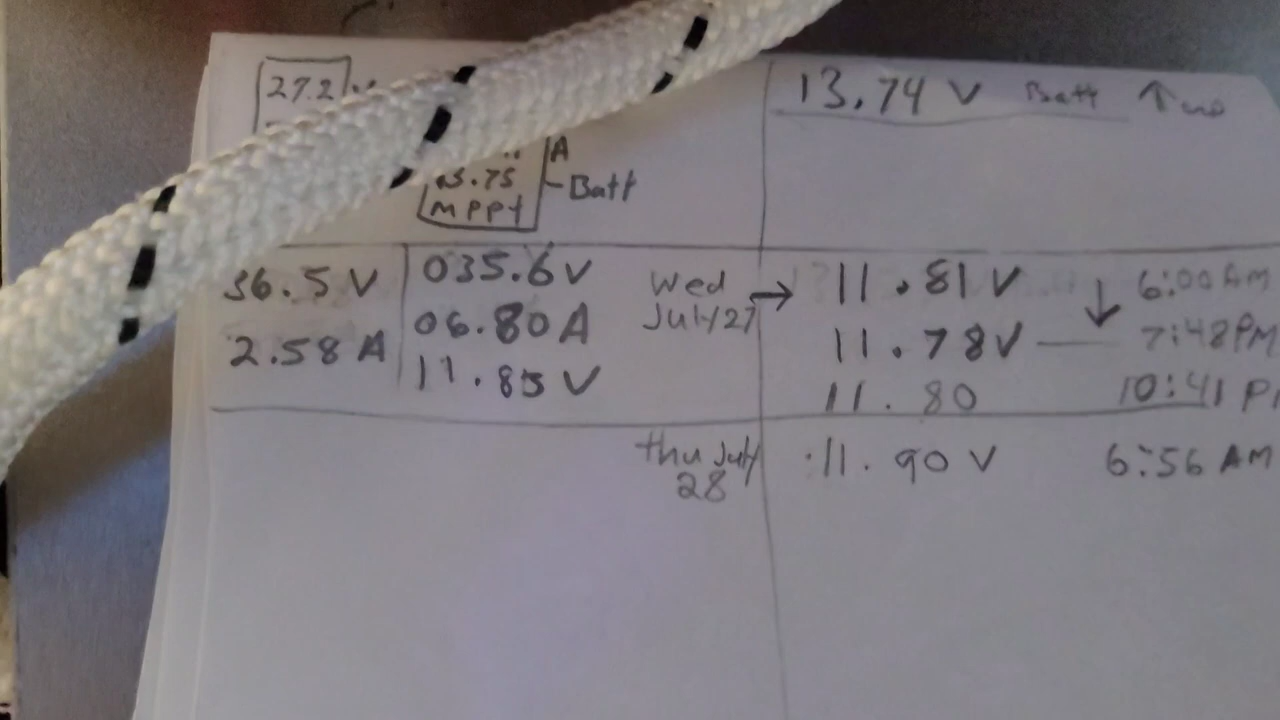 27.2
13.74 V Batt ↑
A
.75 Batt
MPPt
36.5 V
2.58 A
035.6 V
06.80 A
11.85 V
Wed
July 27
→ 11.81 V ↓ 6:00 AM
11.78 V — 7:48 PM
11.80 10:41 P
Thu July
28
11.90 V 6:56 AM